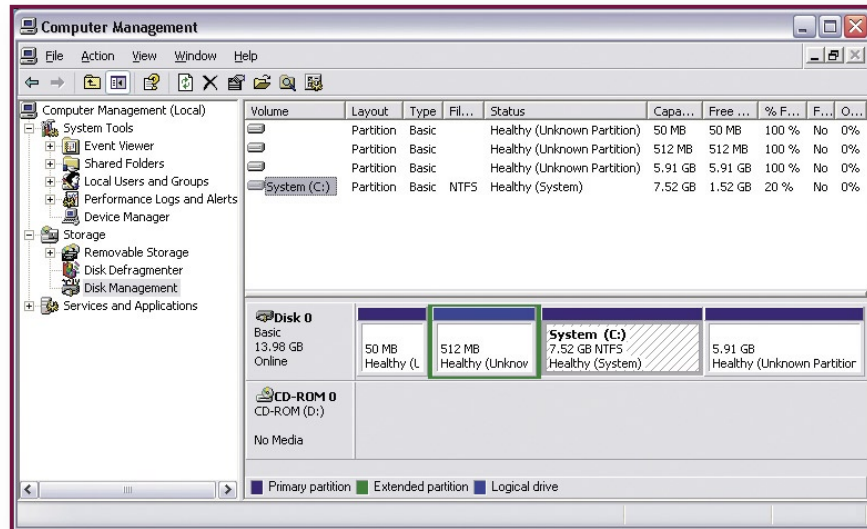 Computer Management
File Action View Window Help
Computer Management (Local)
System Tools
Event Viewer
Shared Folders
Local Users and Groups
Performance Logs and Alerts
Device Manager
Storage
Removable Storage
Disk Defragmenter
Disk Management
Services and Applications
Volume Layout Type Fil... Status Capa... Free ... % F... F... O...
Partition Basic Healthy (Unknown Partition) 50 MB 50 MB 100 % No 0%
Partition Basic Healthy (Unknown Partition) 512 MB 512 MB 100 % No 0%
Partition Basic Healthy (Unknown Partition) 5.91 GB 5.91 GB 100 % No 0%
System (C:) Partition Basic NTFS Healthy (System) 7.52 GB 1.52 GB 20 % No 0%
Disk 0
Basic
13.98 GB
Online
50 MB
Healthy (L
512 MB
Healthy (Unknov
System (C:)
7.52 GB NTFS
Healthy (System)
5.91 GB
Healthy (Unknown Partitior
CD-ROM 0
CD-ROM (D:)
No Media
Primary partition Extended partition Logical drive